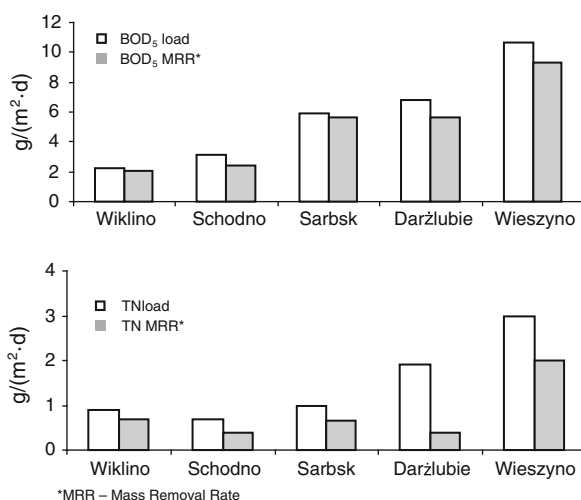 12
10
8
6
4
2
0
g/(m²·d)
BOD₅ load
BOD₅ MRR*
Wiklino Schodno Sarbsk Darżlubie Wieszyno
4
3
2
1
0
g/(m²·d)
TNload
TN MRR*
Wiklino Schodno Sarbsk Darżlubie Wieszyno
*MRR – Mass Removal Rate